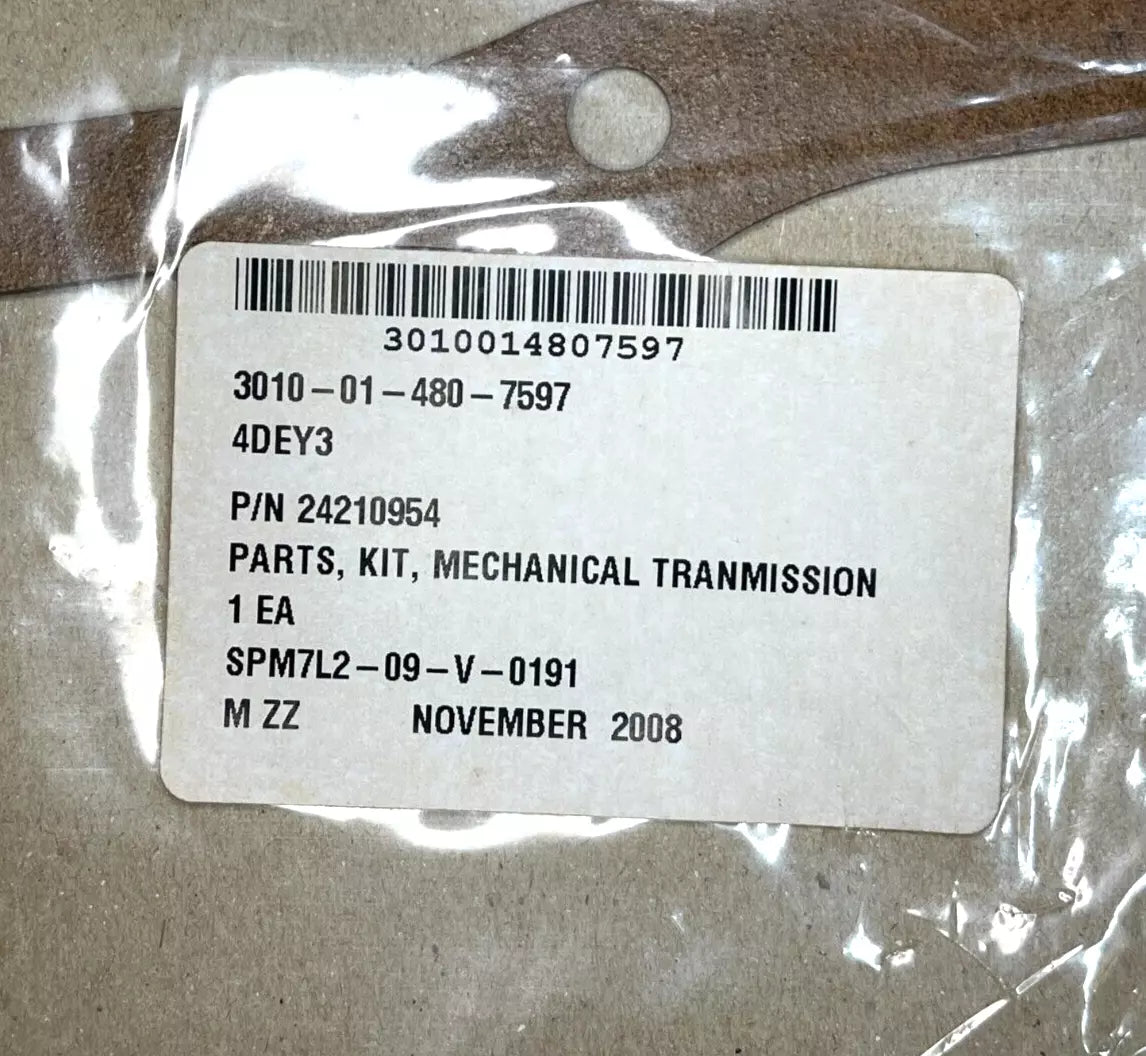 3010014807597
3010-01-480-7597
4DEY3
P/N 24210954
PARTS, KIT, MECHANICAL TRANMISSION
1 EA
SPM7L2-09-V-0191
M ZZ NOVEMBER 2008